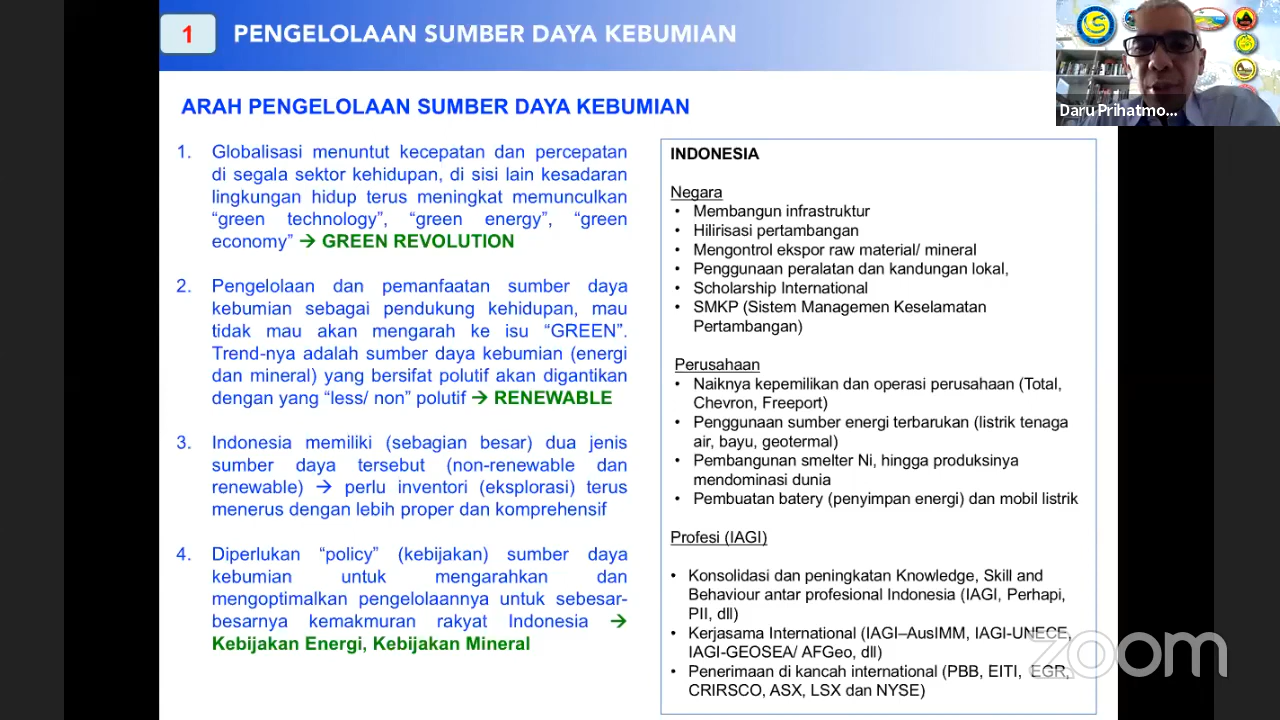 1
PENGELOLAAN SUMBER DAYA KEBUMIAN
Daru Prihatmo...
ARAH PENGELOLAAN SUMBER DAYA KEBUMIAN
1. Globalisasi menuntut kecepatan dan percepatan
di segala sektor kehidupan, di sisi lain kesadaran
lingkungan hidup terus meningkat memunculkan
“green technology”, “green energy”, “green
economy” → GREEN REVOLUTION
2. Pengelolaan dan pemanfaatan sumber daya
kebumian sebagai pendukung kehidupan, mau
tidak mau akan mengarah ke isu “GREEN”.
Trend-nya adalah sumber daya kebumian (energi
dan mineral) yang bersifat polutif akan digantikan
dengan yang “less/ non” polutif → RENEWABLE
3. Indonesia memiliki (sebagian besar) dua jenis
sumber daya tersebut (non-renewable dan
renewable) → perlu inventori (eksplorasi) terus
menerus dengan lebih proper dan komprehensif
4. Diperlukan “policy” (kebijakan) sumber daya
kebumian untuk mengarahkan dan
mengoptimalkan pengelolaannya untuk sebesar-
besarnya kemakmuran rakyat Indonesia →
Kebijakan Energi, Kebijakan Mineral
INDONESIA
Negara
• Membangun infrastruktur
• Hilirisasi pertambangan
• Mengontrol ekspor raw material/ mineral
• Penggunaan peralatan dan kandungan lokal,
• Scholarship International
• SMKP (Sistem Managemen Keselamatan
Pertambangan)
Perusahaan
• Naiknya kepemilikan dan operasi perusahaan (Total,
Chevron, Freeport)
• Penggunaan sumber energi terbarukan (listrik tenaga
air, bayu, geotermal)
• Pembangunan smelter Ni, hingga produksinya
mendominasi dunia
• Pembuatan batery (penyimpan energi) dan mobil listrik
Profesi (IAGI)
• Konsolidasi dan peningkatan Knowledge, Skill and
Behaviour antar profesional Indonesia (IAGI, Perhapi,
PII, dll)
• Kerjasama International (IAGI–AusIMM, IAGI-UNECE,
IAGI-GEOSEA/ AFGeo, dll)
• Penerimaan di kancah international (PBB, EITI, EGR,
CRIRSCO, ASX, LSX dan NYSE)
zoom